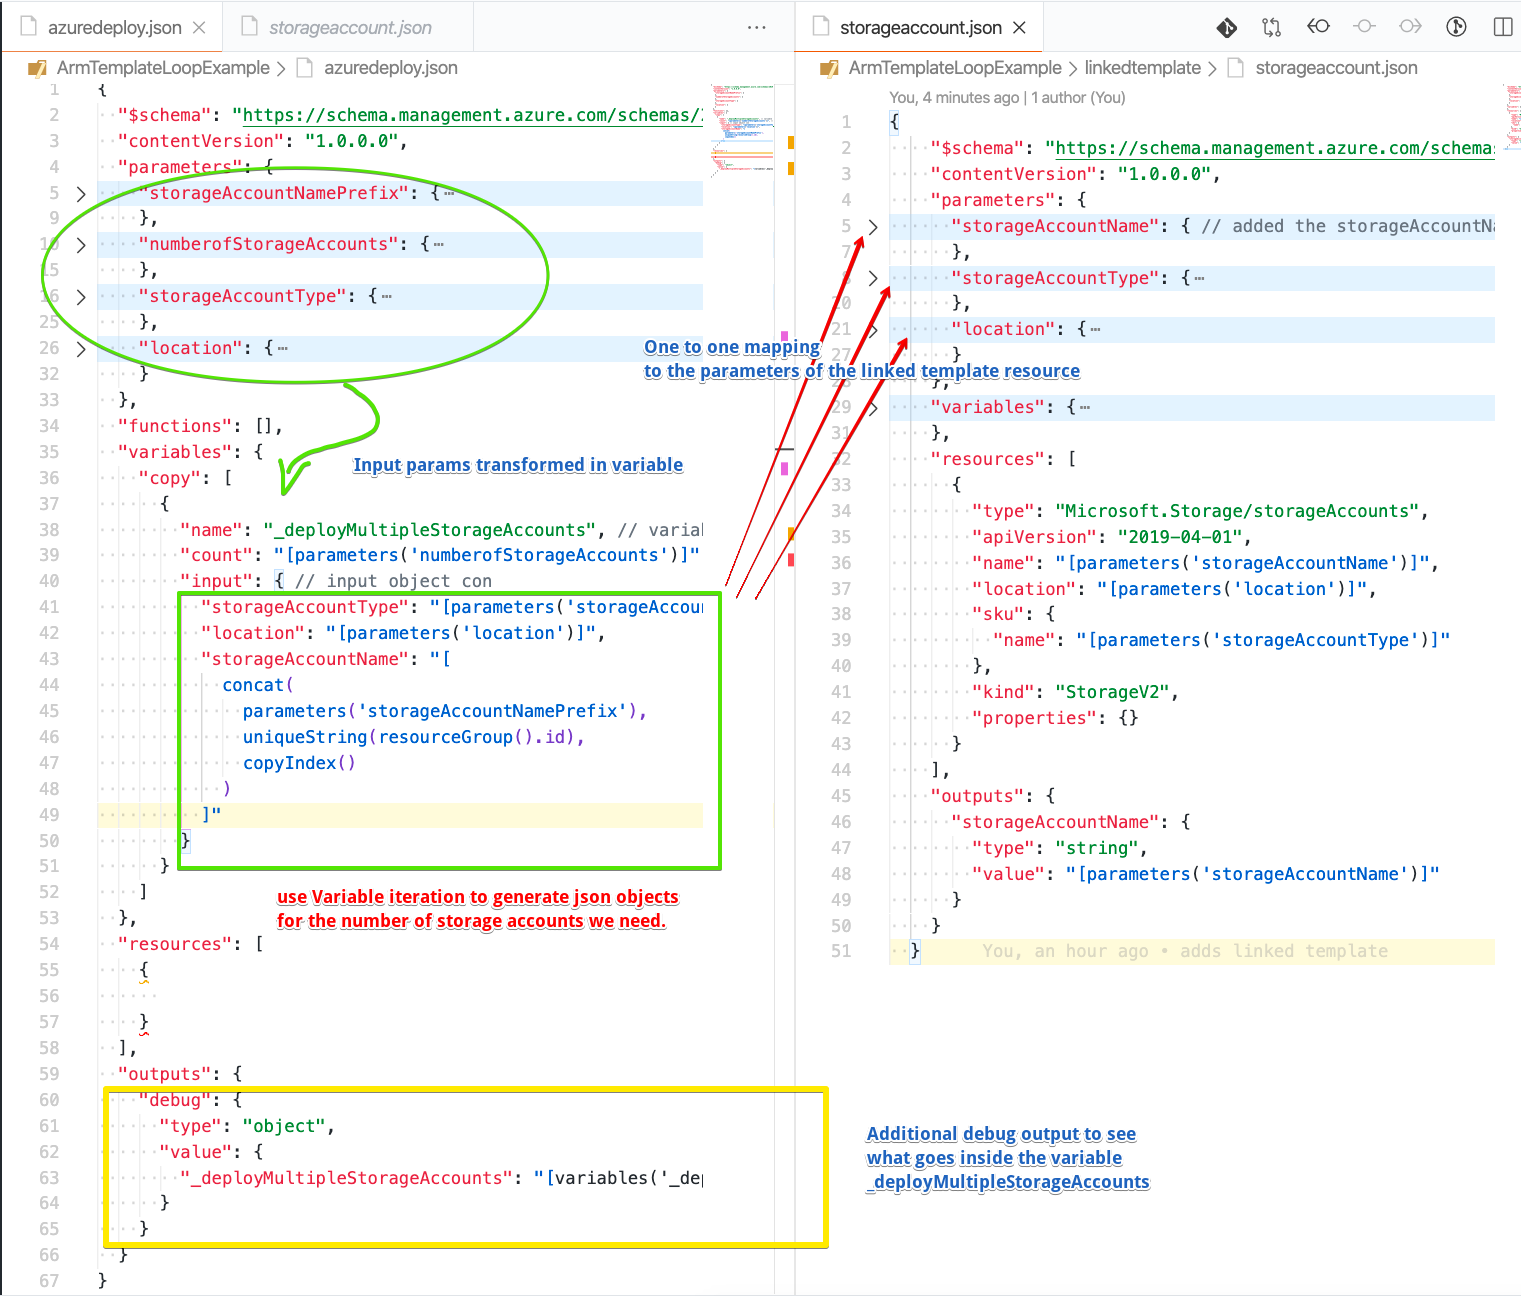 azuredeploy.json
storageaccount.json
ArmTemplateLoopExample > azuredeploy.json
1 {
2 "$schema": "https://schema.management.azure.com/schemas/
3 "contentVersion": "1.0.0.0",
4 "parameters": {
5 "storageAccountNamePrefix": {…
9 },
10 "numberofStorageAccounts": {…
15 },
16 "storageAccountType": {…
25 },
26 "location": {…
32 }
33 },
34 "functions": [],
35 "variables": {
36 "copy": [
37 {
38 "name": "_deployMultipleStorageAccounts", // varia
39 "count": "[parameters('numberofStorageAccounts')]"
40 "input": { // input object con
41 "storageAccountType": "[parameters('storageAccou
42 "location": "[parameters('location')]",
43 "storageAccountName": "[
44 concat(
45 parameters('storageAccountNamePrefix'),
46 uniqueString(resourceGroup().id),
47 copyIndex()
48 )
49 ]"
50 }
51 }
52 ]
53 },
54 "resources": [
55 {
56
57 }
58 ],
59 "outputs": {
60 "debug": {
61 "type": "object",
62 "value": {
63 "_deployMultipleStorageAccounts": "[variables('_de
64 }
65 }
66 }
67 }
Input params transformed in variable
use Variable iteration to generate json objects
for the number of storage accounts we need.
One to one mapping
to the parameters of the linked template resource
storageaccount.json
ArmTemplateLoopExample > linkedtemplate > storageaccount.json
You, 4 minutes ago | 1 author (You)
1 {
2 "$schema": "https://schema.management.azure.com/schemas
3 "contentVersion": "1.0.0.0",
4 "parameters": {
5 "storageAccountName": { // added the storageAccountN
7 },
"storageAccountType": {…
20 },
21 "location": {…
27 }
},
29 "variables": {…
31 },
32 "resources": [
33 {
34 "type": "Microsoft.Storage/storageAccounts",
35 "apiVersion": "2019-04-01",
36 "name": "[parameters('storageAccountName')]",
37 "location": "[parameters('location')]",
38 "sku": {
39 "name": "[parameters('storageAccountType')]"
40 },
41 "kind": "StorageV2",
42 "properties": {}
43 }
44 ],
45 "outputs": {
46 "storageAccountName": {
47 "type": "string",
48 "value": "[parameters('storageAccountName')]"
49 }
50 }
51 } You, an hour ago • adds linked template
Additional debug output to see
what goes inside the variable
_deployMultipleStorageAccounts